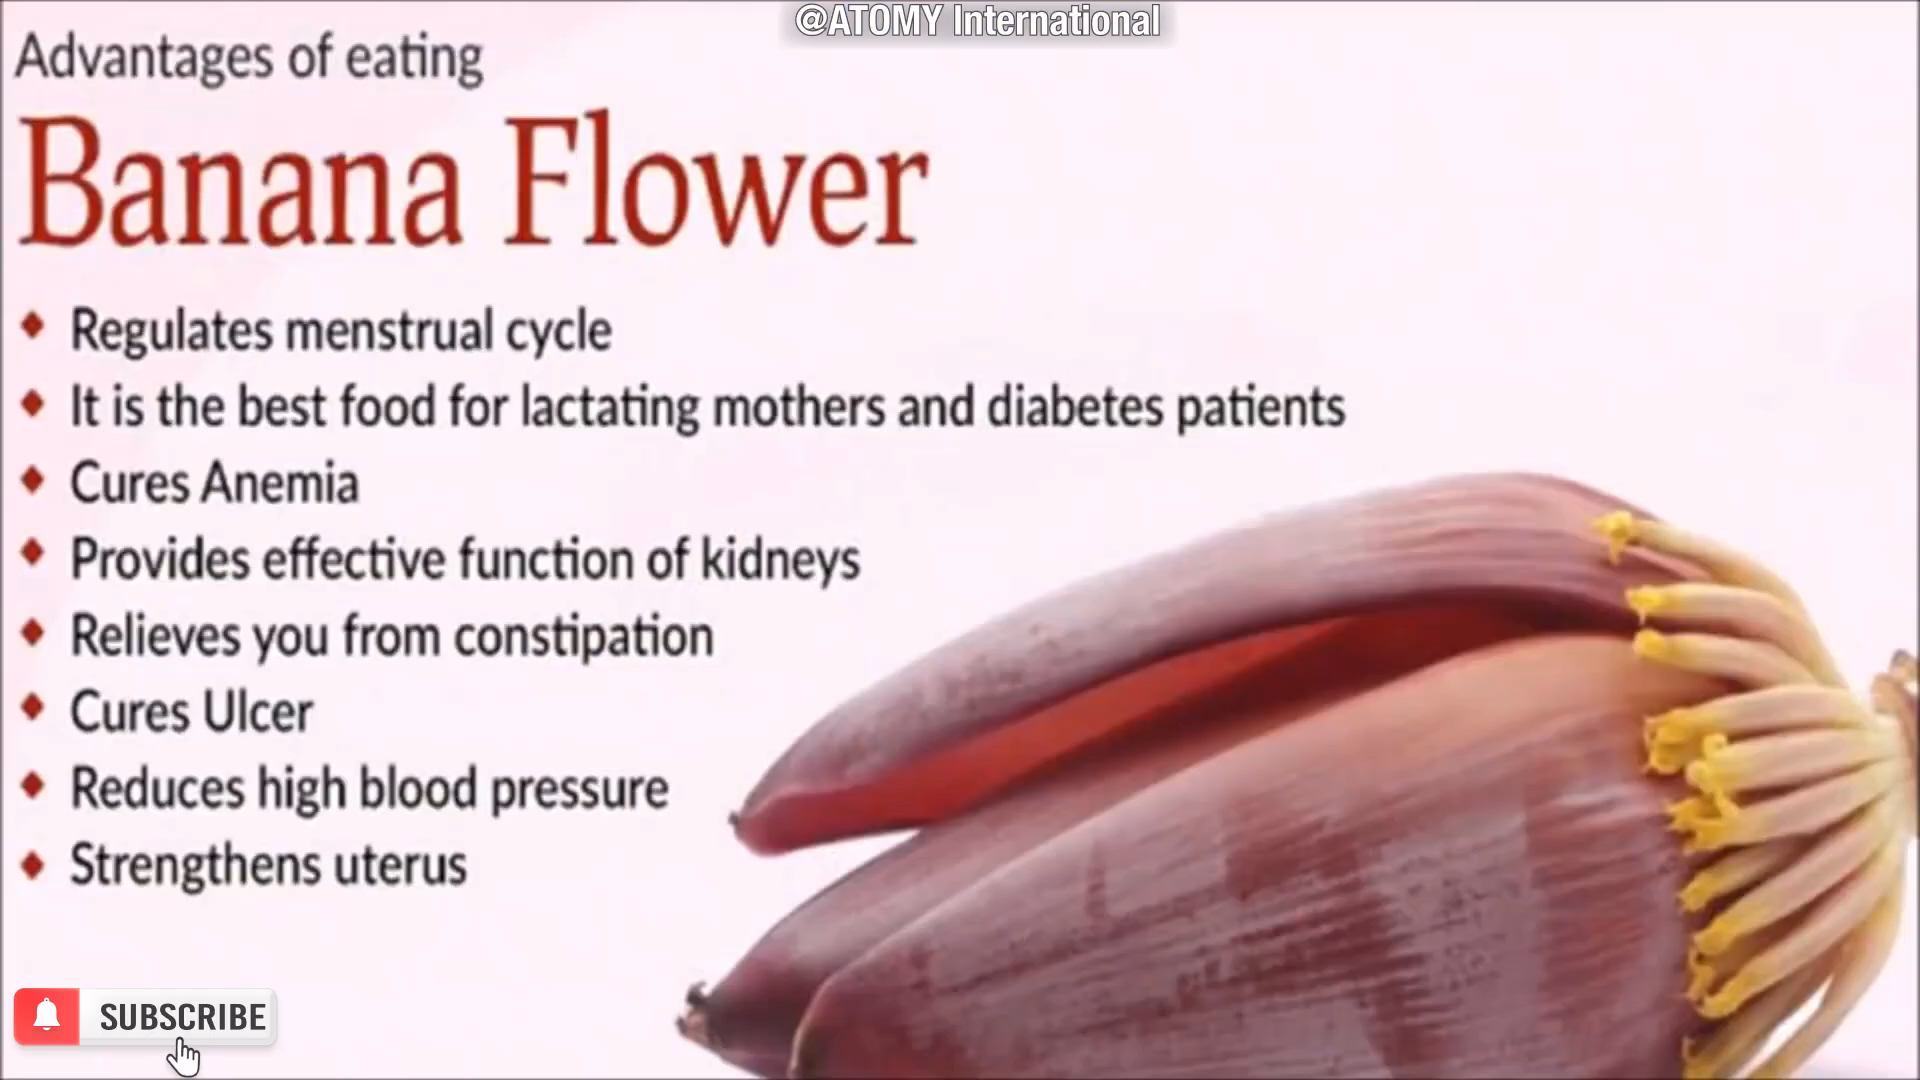 @ATOMY International
Advantages of eating
Banana Flower
Regulates menstrual cycle
It is the best food for lactating mothers and diabetes patients
Cures Anemia
Provides effective function of kidneys
Relieves you from constipation
Cures Ulcer
Reduces high blood pressure
Strengthens uterus
SUBSCRIBE